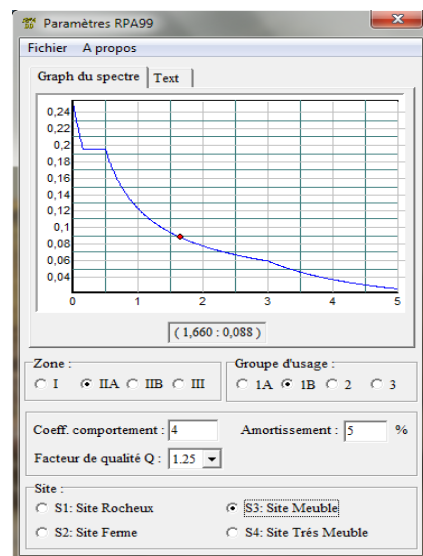 Paramètres RPA99
Fichier A propos
Graph du spectre Text
0,24
0,22
0,2
0,18
0,16
0,14
0,12
0,1
0,08
0,06
0,04
0 1 2 3 4 5
( 1,660 : 0,088 )
Zone :
I IIA IIB III
Groupe d'usage :
1A 1B 2 3
Coeff. comportement : 4 Amortissement : 5 %
Facteur de qualité Q : 1.25
Site :
S1: Site Rocheux S3: Site Meuble
S2: Site Ferme S4: Site Trés Meuble